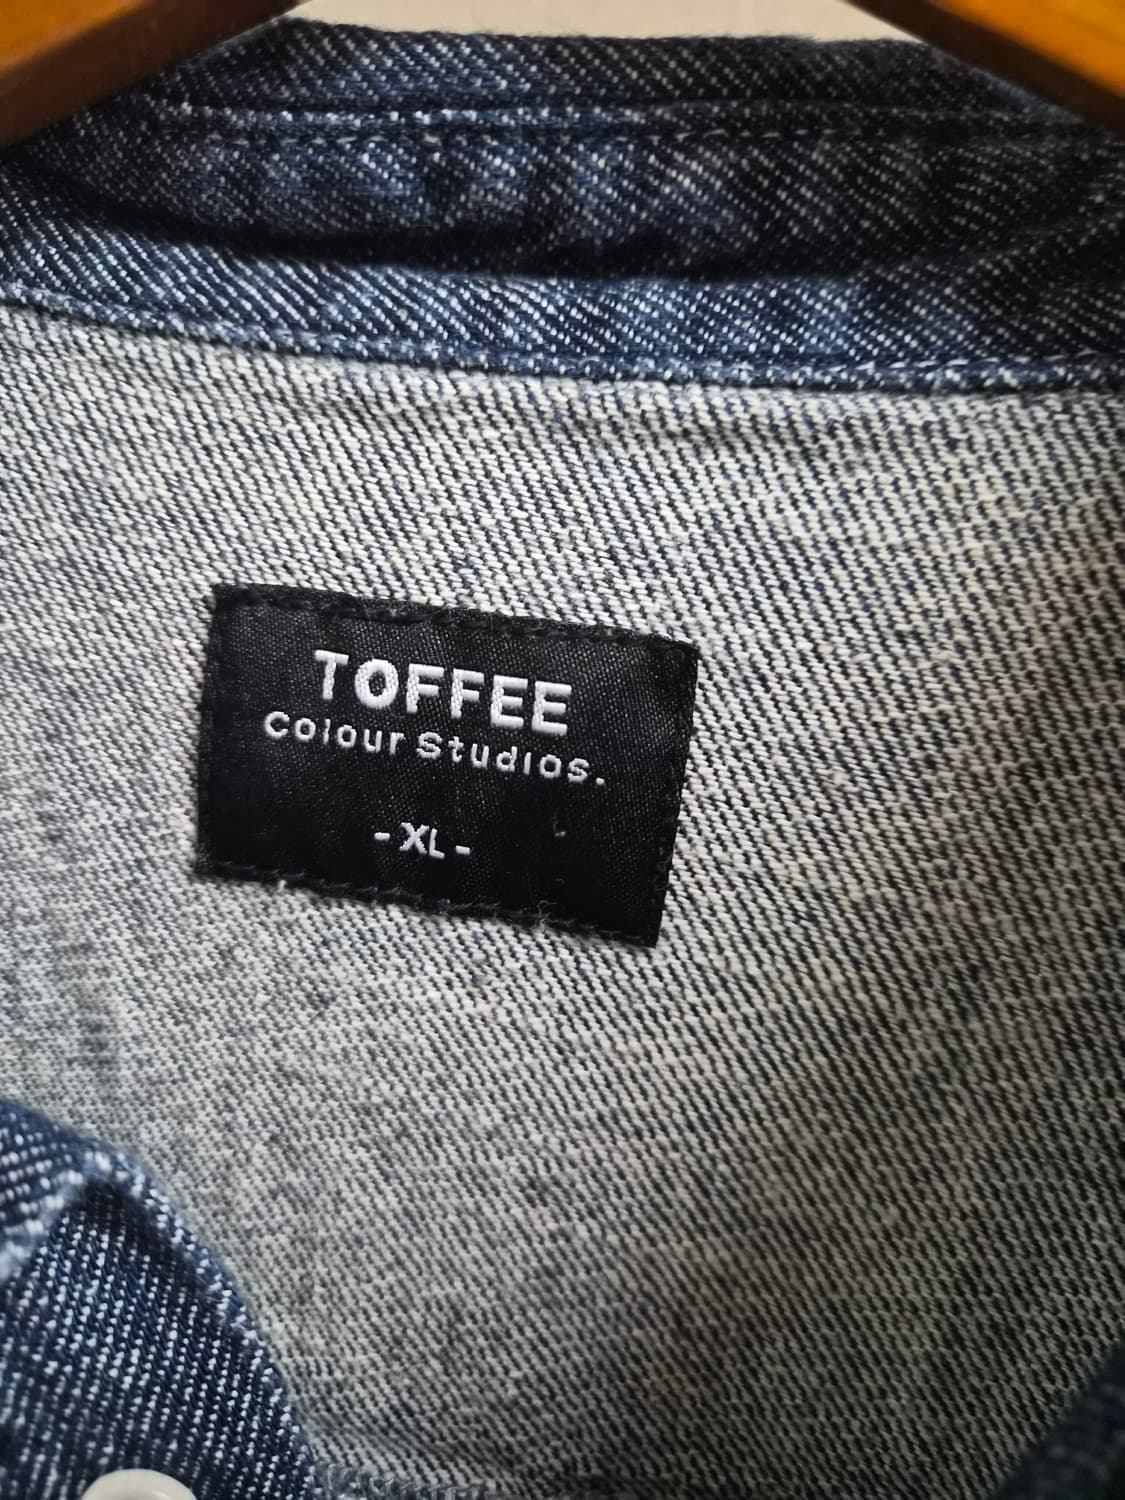 TOFFEE
Colour Studios.
- XL -